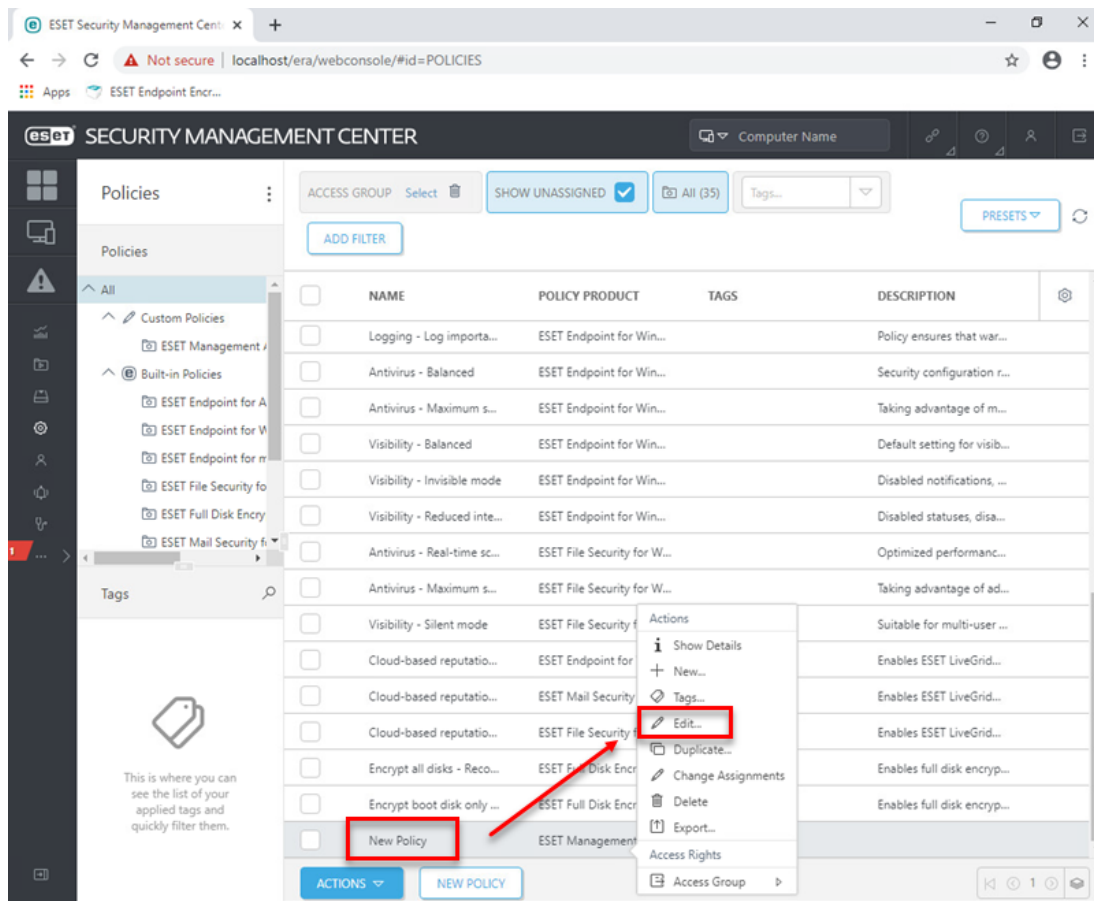 ESET Security Management Cent
Not secure | localhost/era/webconsole/#id=POLICIES
Apps ESET Endpoint Encr...
eset SECURITY MANAGEMENT CENTER Computer Name
Policies
ACCESS GROUP Select SHOW UNASSIGNED All (35) Tags...
PRESETS
ADD FILTER
Policies
All
Custom Policies
ESET Management A
Built-in Policies
ESET Endpoint for A
ESET Endpoint for W
ESET Endpoint for m
ESET File Security fo
ESET Full Disk Encry
ESET Mail Security f
1 ...
Tags
This is where you can
see the list of your
applied tags and
quickly filter them.
NAME POLICY PRODUCT TAGS DESCRIPTION
Logging - Log importa... ESET Endpoint for Win... Policy ensures that war...
Antivirus - Balanced ESET Endpoint for Win... Security configuration r...
Antivirus - Maximum s... ESET Endpoint for Win... Taking advantage of m...
Visibility - Balanced ESET Endpoint for Win... Default setting for visib...
Visibility - Invisible mode ESET Endpoint for Win... Disabled notifications, ...
Visibility - Reduced inte... ESET Endpoint for Win... Disabled statuses, disa...
Antivirus - Real-time sc... ESET File Security for W... Optimized performanc...
Antivirus - Maximum s... ESET File Security for W... Taking advantage of ad...
Visibility - Silent mode ESET File Security f Suitable for multi-user ...
Cloud-based reputatio... ESET Endpoint for Enables ESET LiveGrid...
Cloud-based reputatio... ESET Mail Security Enables ESET LiveGrid...
Cloud-based reputatio... ESET File Security f Enables ESET LiveGrid...
Encrypt all disks - Reco... ESET Full Disk Encr Enables full disk encryp...
Encrypt boot disk only ... ESET Full Disk Encr Enables full disk encryp...
New Policy ESET Management
Actions
Show Details
New...
Tags...
Edit...
Duplicate...
Change Assignments
Delete
Export...
Access Rights
Access Group
ACTIONS NEW POLICY 1